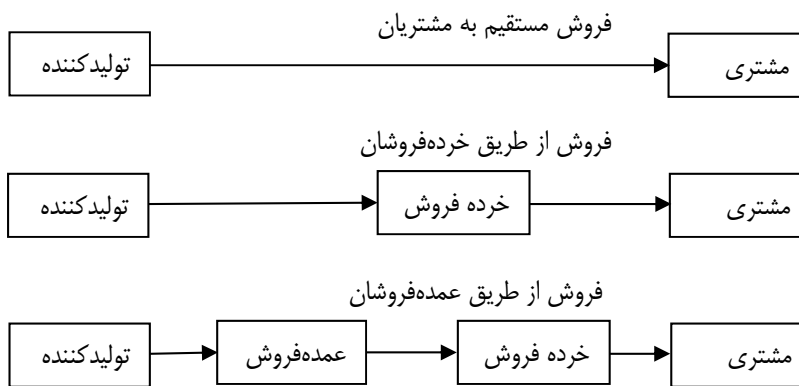 فروش مستقیم به مشتریان
تولیدکننده
مشتری
فروش از طریق خرده‌فروشان
تولیدکننده
خرده فروش
مشتری
فروش از طریق عمده‌فروشان
تولیدکننده
عمده‌فروش
خرده فروش
مشتری